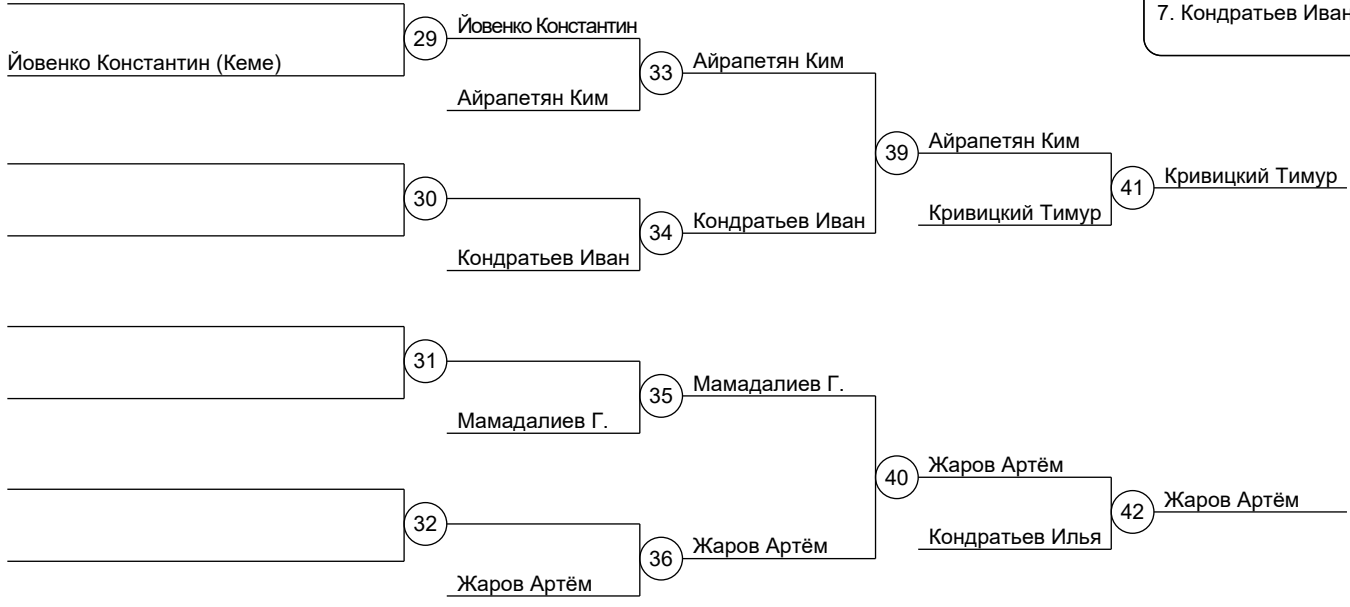 7. Кондратьев Иван
29
Йовенко Константин
Йовенко Константин (Кеме)
33
Айрапетян Ким
Айрапетян Ким
39
Айрапетян Ким
41
Кривицкий Тимур
30
Кривицкий Тимур
34
Кондратьев Иван
Кондратьев Иван
31
35
Мамадалиев Г.
Мамадалиев Г.
40
Жаров Артём
42
Жаров Артём
32
Кондратьев Илья
36
Жаров Артём
Жаров Артём